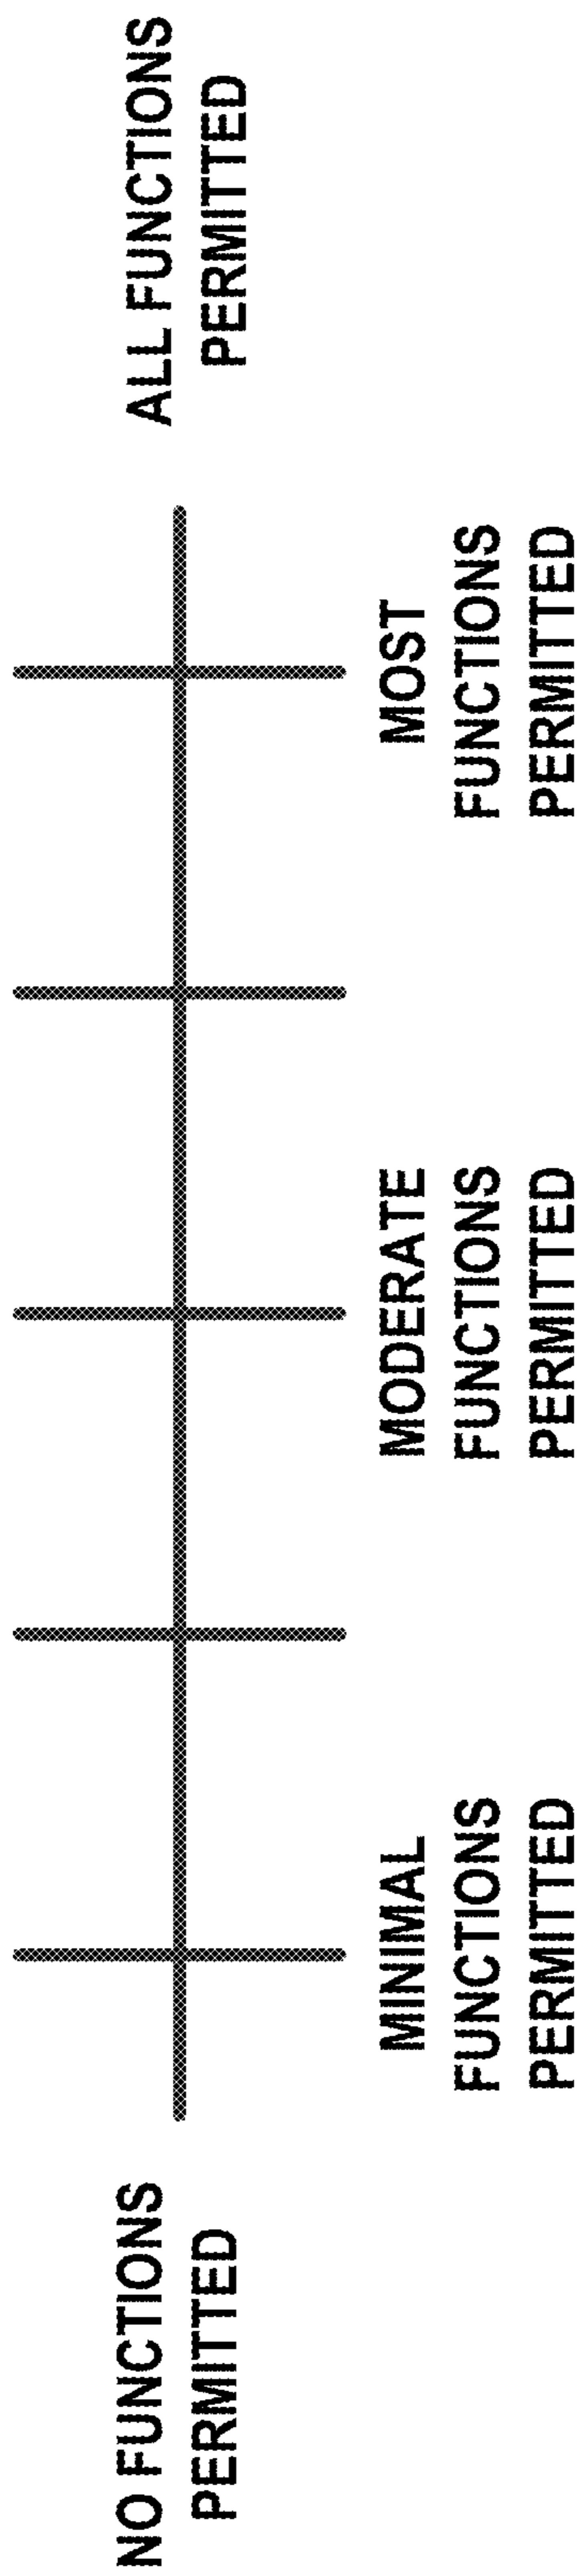 NO FUNCTIONS
PERMITTED
MINIMAL
FUNCTIONS
PERMITTED
MODERATE
FUNCTIONS
PERMITTED
MOST
FUNCTIONS
PERMITTED
ALL FUNCTIONS
PERMITTED